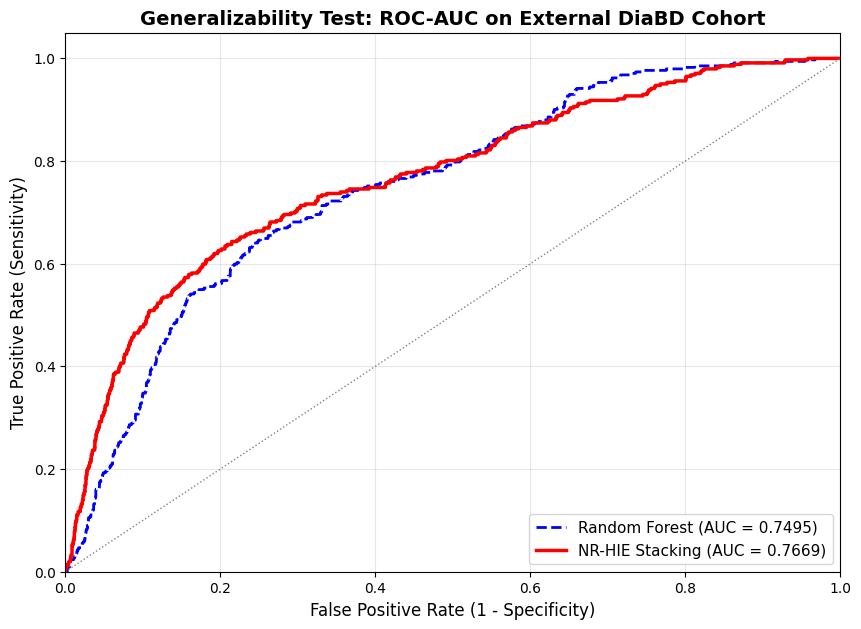 Generalizability Test: ROC-AUC on External DiaBD Cohort
True Positive Rate (Sensitivity)
1.0
0.8
0.6
0.4
0.2
0.0
0.0 0.2 0.4 0.6 0.8 1.0
False Positive Rate (1 - Specificity)
Random Forest (AUC = 0.7495)
NR-HIE Stacking (AUC = 0.7669)